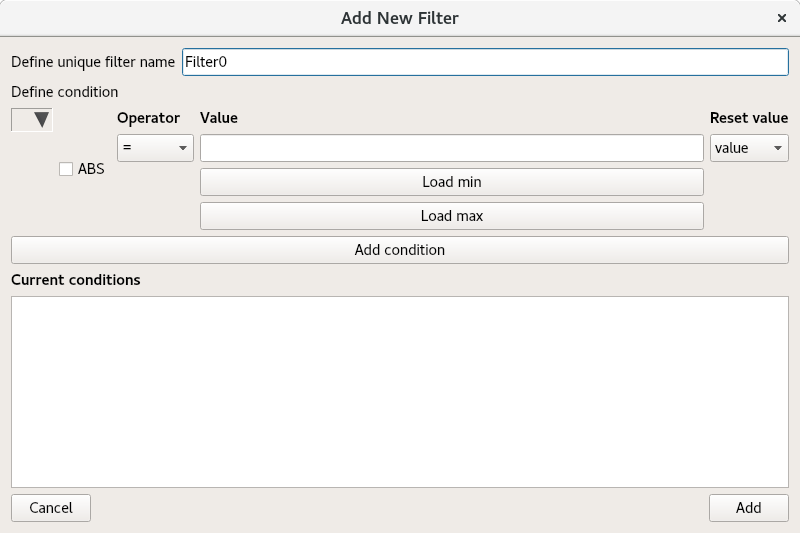 Add New Filter
Define unique filter name Filter0
Define condition
Operator Value Reset value
= value
ABS
Load min
Load max
Add condition
Current conditions
Cancel Add